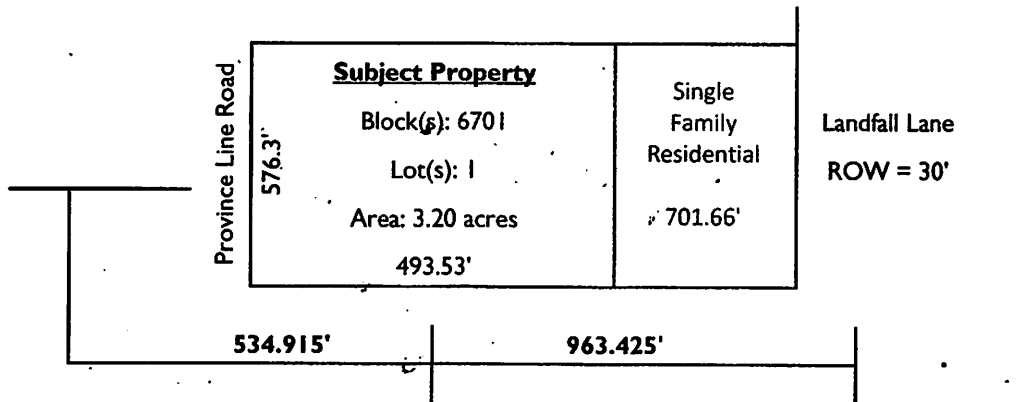 Province Line Road
576.3"
Subject Property
Block(s): 6701
Lot(s): 1
Area: 3.20 acres
493.53'
Single
Family
Residential
701.66'
Landfall Lane
ROW = 30'
534.915'
963.425'